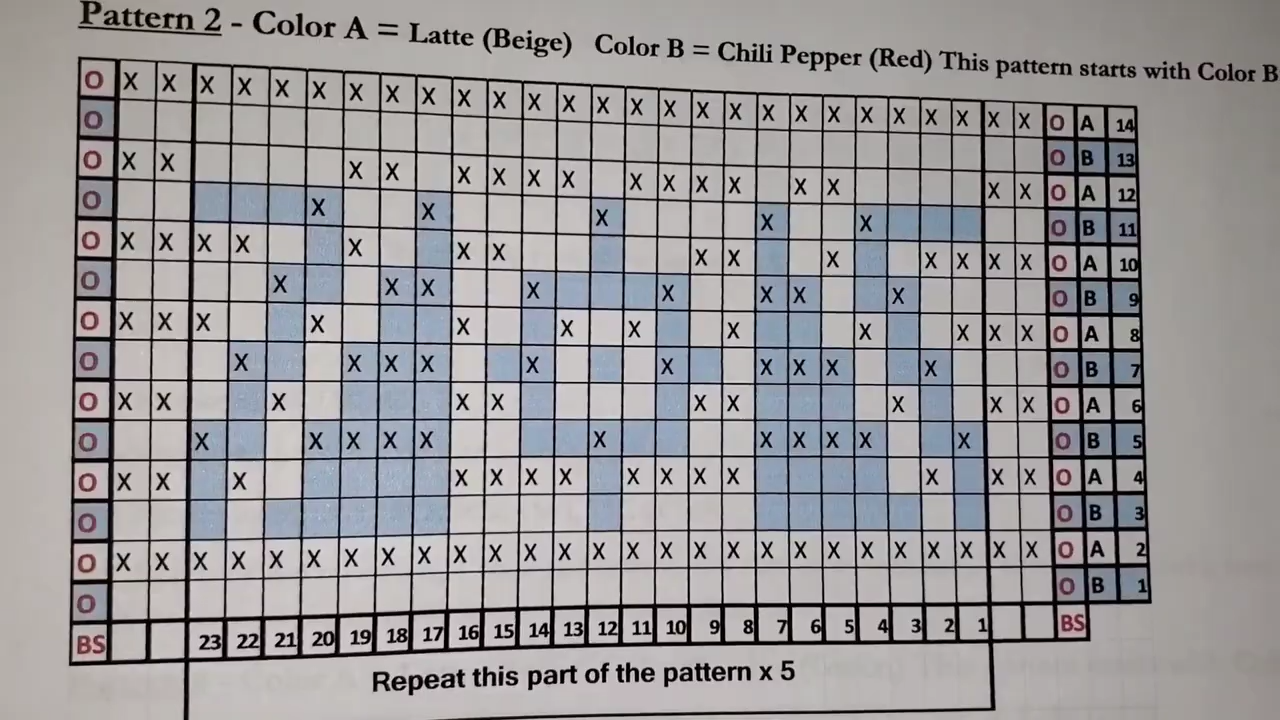 Pattern 2 - Color A = Latte (Beige) Color B = Chili Pepper (Red) This pattern starts with Color B
O X X X X X X X X X X X X X X X X X X X X X X X X X X X O A 14
O O B 13
O X X X X X X X X X X X X X X X X O A 12
O X X X X X O B 11
O X X X X X X X X X X X X X X O A 10
O X X X X X X X X O B 9
O X X X X X X X X X X X X O A 8
O X X X X X X X X X X O B 7
O X X X X X X X X X X O A 6
O X X X X X X X X X X X O B 5
O X X X X X X X X X X X X X X O A 4
O O B 3
O X X X X X X X X X X X X X X X X X X X X X X X X X X X O A 2
O O B 1
BS 23 22 21 20 19 18 17 16 15 14 13 12 11 10 9 8 7 6 5 4 3 2 1 BS
Repeat this part of the pattern x 5